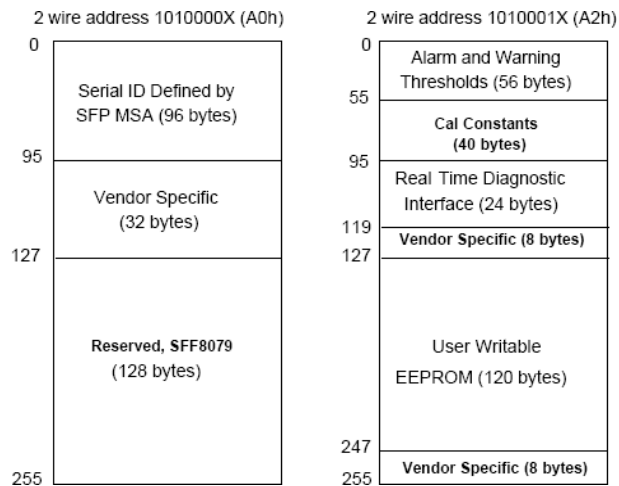 2 wire address 1010000X (A0h)
0
Serial ID Defined by
SFP MSA (96 bytes)
95
Vendor Specific
(32 bytes)
127
Reserved, SFF8079
(128 bytes)
255
2 wire address 1010001X (A2h)
0
Alarm and Warning
Thresholds (56 bytes)
55
Cal Constants
(40 bytes)
95
Real Time Diagnostic
Interface (24 bytes)
119
Vendor Specific (8 bytes)
127
User Writable
EEPROM (120 bytes)
247
Vendor Specific (8 bytes)
255